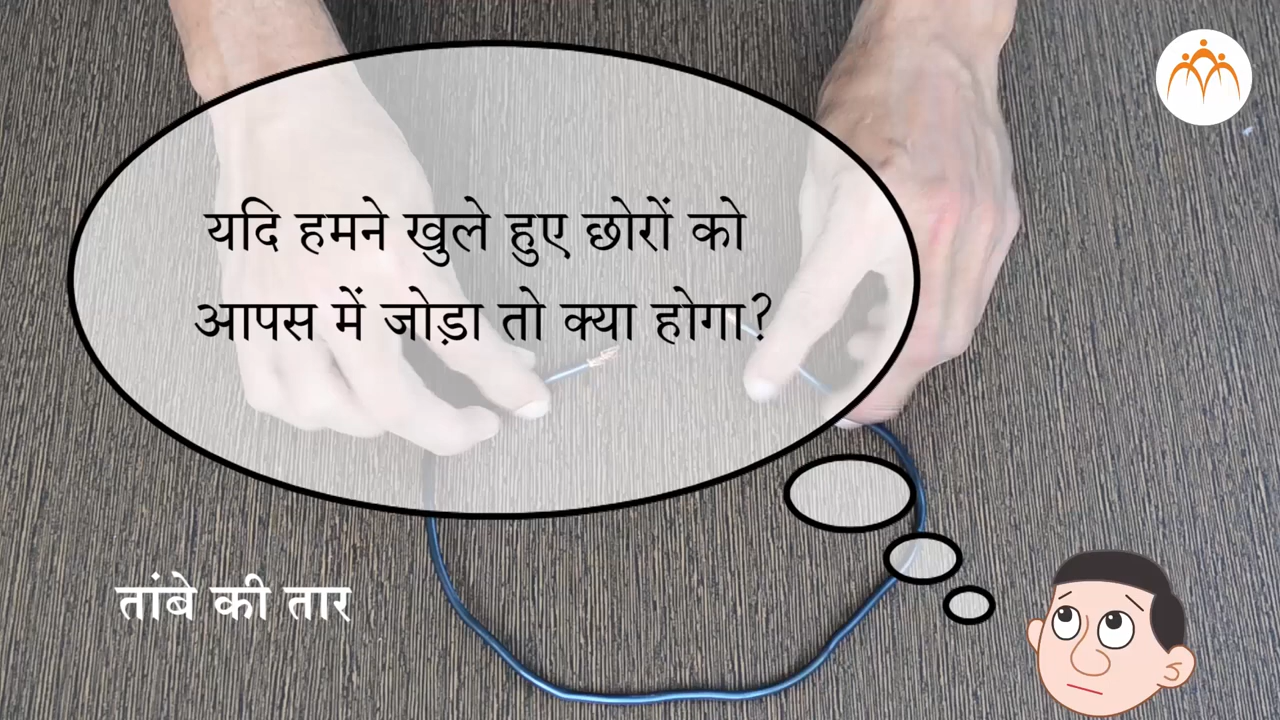 यदि हमने खुले हुए छोरों को
आपस में जोड़ा तो क्या होगा?
तांबे की तार